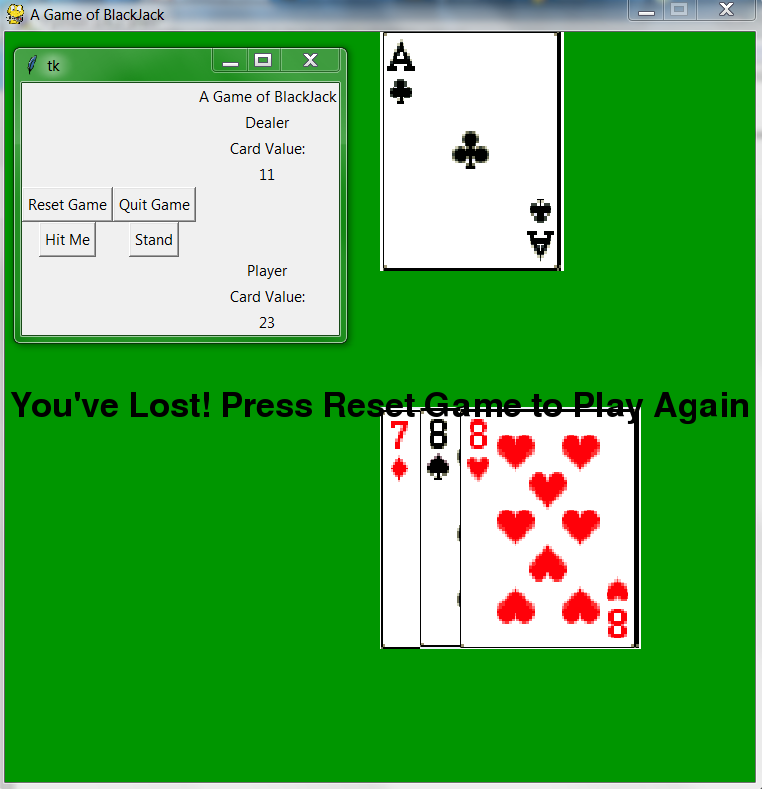 A Game of BlackJack
tk
A Game of BlackJack
Dealer
Card Value:
11
Reset Game Quit Game
Hit Me Stand
Player
Card Value:
23
A
A
You've Lost! Press Reset Game to Play Again
7 8 8
8